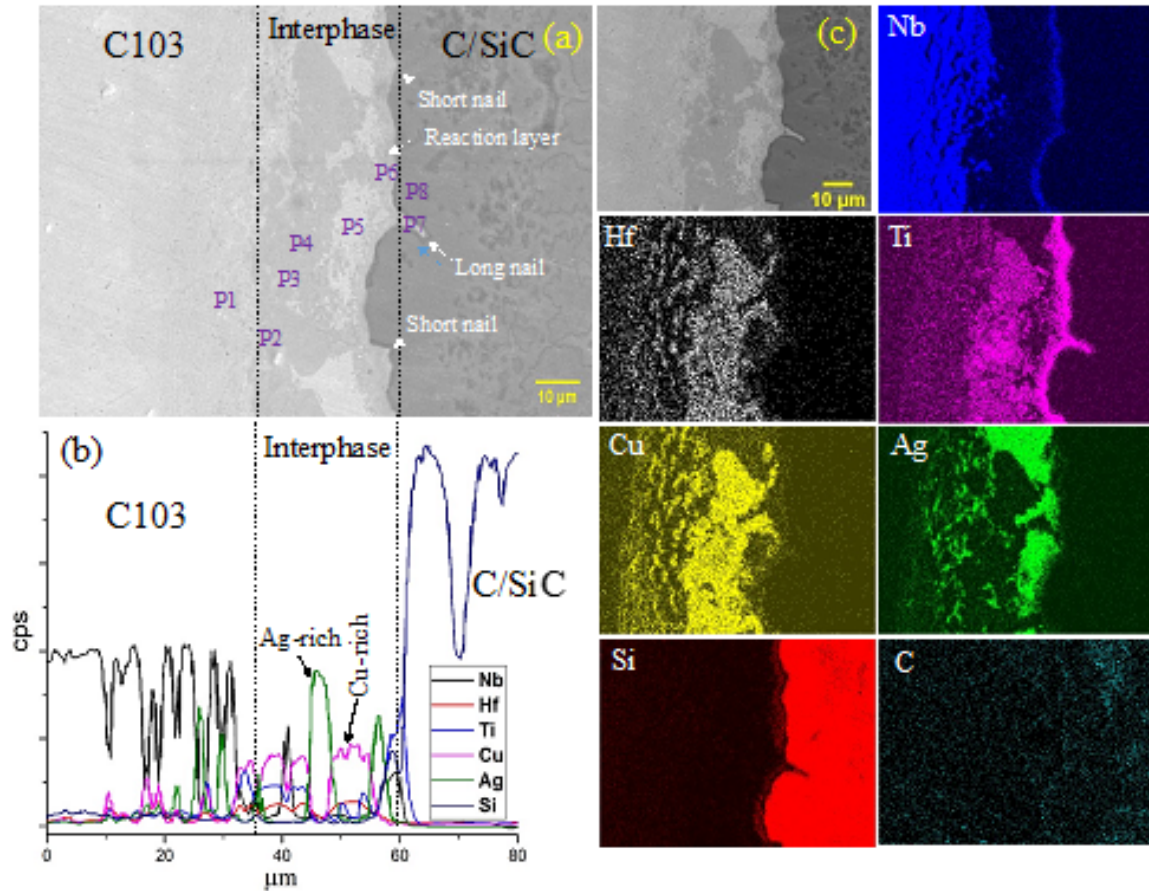 C103
Interphase
C/SiC
(a)
Short nail
Reaction layer
P6
P8
P5
P7
P4
Long nail
P3
P1
Short nail
P2
10 µm
(b)
Interphase
C103
C/SiC
cps
Ag-rich
Cu-rich
Nb
Hf
Ti
Cu
Ag
Si
0
20
40
60
80
µm
(c)
10 µm
Nb
Hf
Ti
Cu
Ag
Si
C